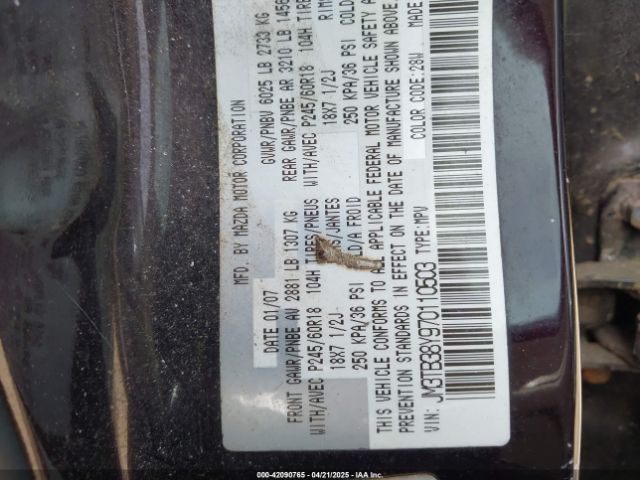 MFD. BY MAZDA MOTOR CORPORATION
DATE 01/07 GVWR/PNBV 6025 LB 2733 KG
FRONT GAWR/PNBE AU 2881 LB 1307 KG REAR GAWR/PNBE AR 3210 LB 1456
WITH/AVEC P245/60R18 104H TIRES/PNEUS WITH/AVEC P245/60R18 104H TIRE
18X7 1/2J /JANTES 18X7 1/2J RIMS
250 KPA/36 PSI LD/A FROID 250 KPA/36 PSI COLD
THIS VEHICLE CONFORMS TO ALL APPLICABLE FEDERAL MOTOR VEHICLE SAFETY
PREVENTION STANDARDS IN EFFECT ON THE DATE OF MANUFACTURE SHOWN ABOVE
VIN: JM3TB38Y970110503 TYPE:MPV COLOR CODE:28W
000-42090765 - 04/21/2025 - IAAI Corporate